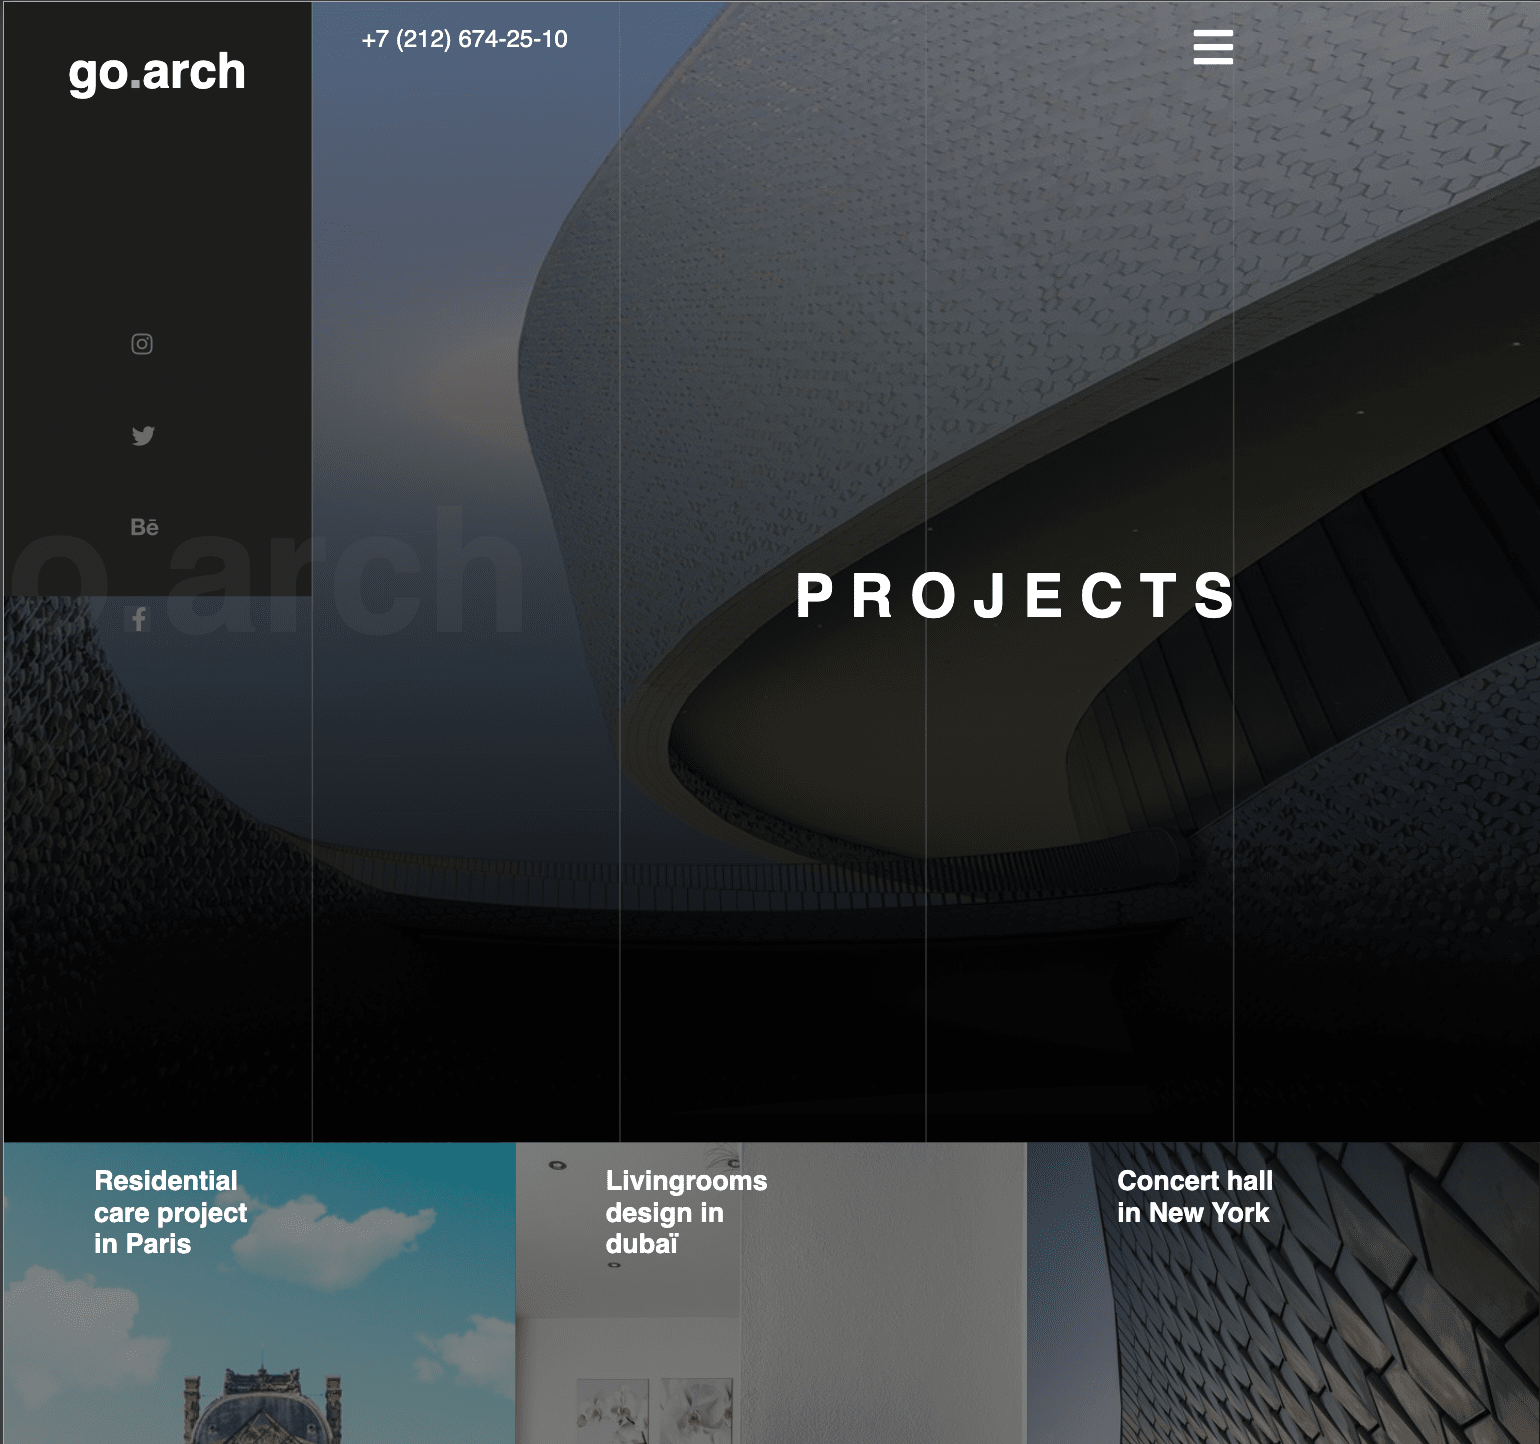 go.arch
+7 (212) 674-25-10
Bē
o.arch
PROJECTS
Residential
care project
in Paris
Livingrooms
design in
dubaï
Concert hall
in New York